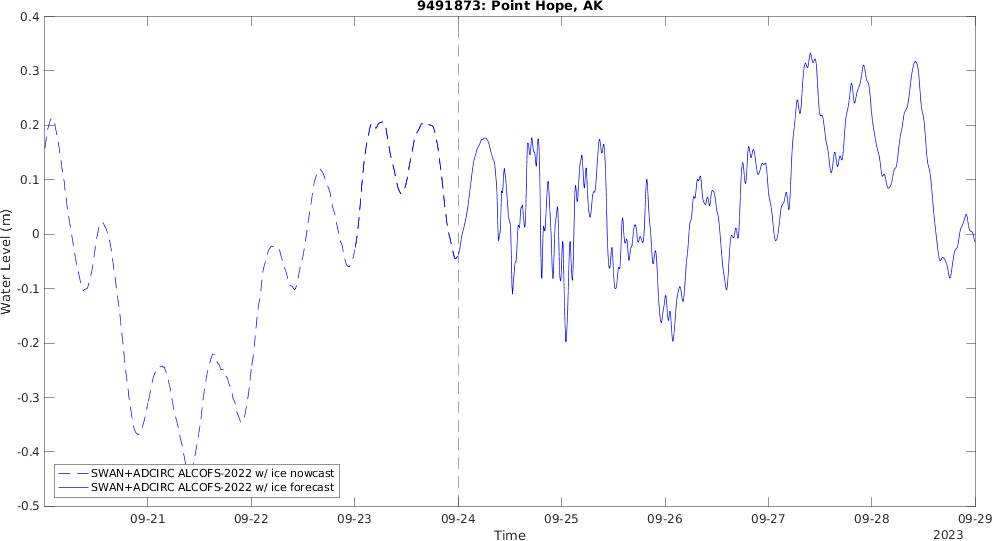 9491873: Point Hope, AK
Water Level (m)
0.4
0.3
0.2
0.1
0
-0.1
-0.2
-0.3
-0.4
-0.5
SWAN+ADCIRC ALCOFS-2022 w/ ice nowcast
SWAN+ADCIRC ALCOFS-2022 w/ ice forecast
09-21 09-22 09-23 09-24 09-25 09-26 09-27 09-28 09-29
Time
2023